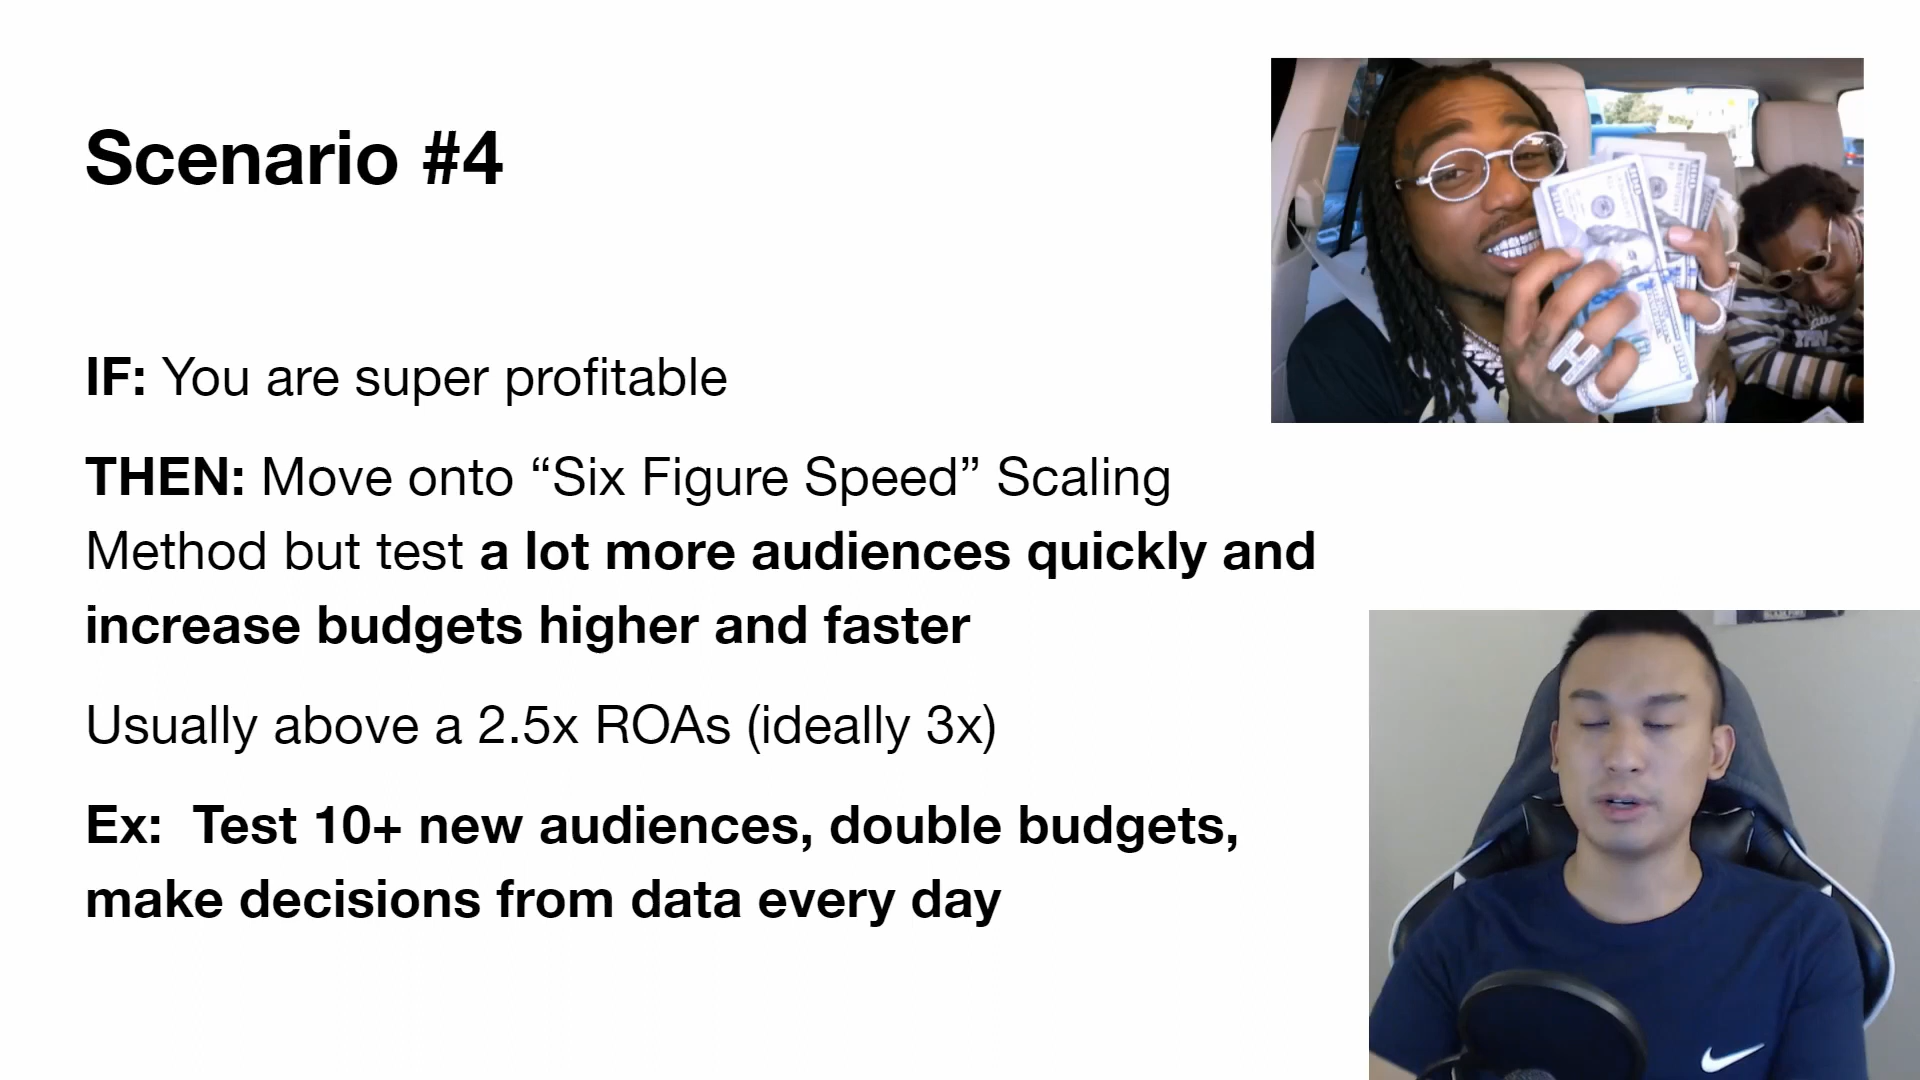 Scenario #4
IF: You are super profitable
THEN: Move onto “Six Figure Speed” Scaling
Method but test a lot more audiences quickly and
increase budgets higher and faster
Usually above a 2.5x ROAs (ideally 3x)
Ex:  Test 10+ new audiences, double budgets,
make decisions from data every day